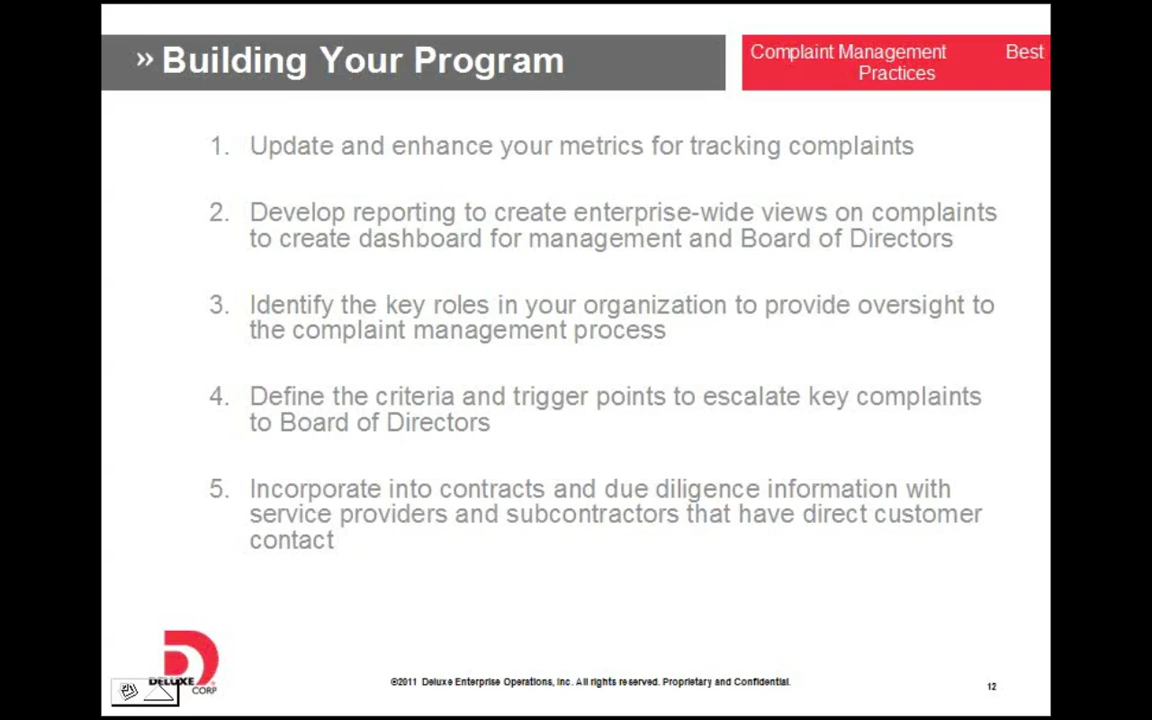 » Building Your Program
Complaint Management Best
Practices
1. Update and enhance your metrics for tracking complaints
2. Develop reporting to create enterprise-wide views on complaints
to create dashboard for management and Board of Directors
3. Identify the key roles in your organization to provide oversight to
the complaint management process
4. Define the criteria and trigger points to escalate key complaints
to Board of Directors
5. Incorporate into contracts and due diligence information with
service providers and subcontractors that have direct customer
contact
DELUXE
CORP
©2011 Deluxe Enterprise Operations, Inc. All rights reserved. Proprietary and Confidential.
12